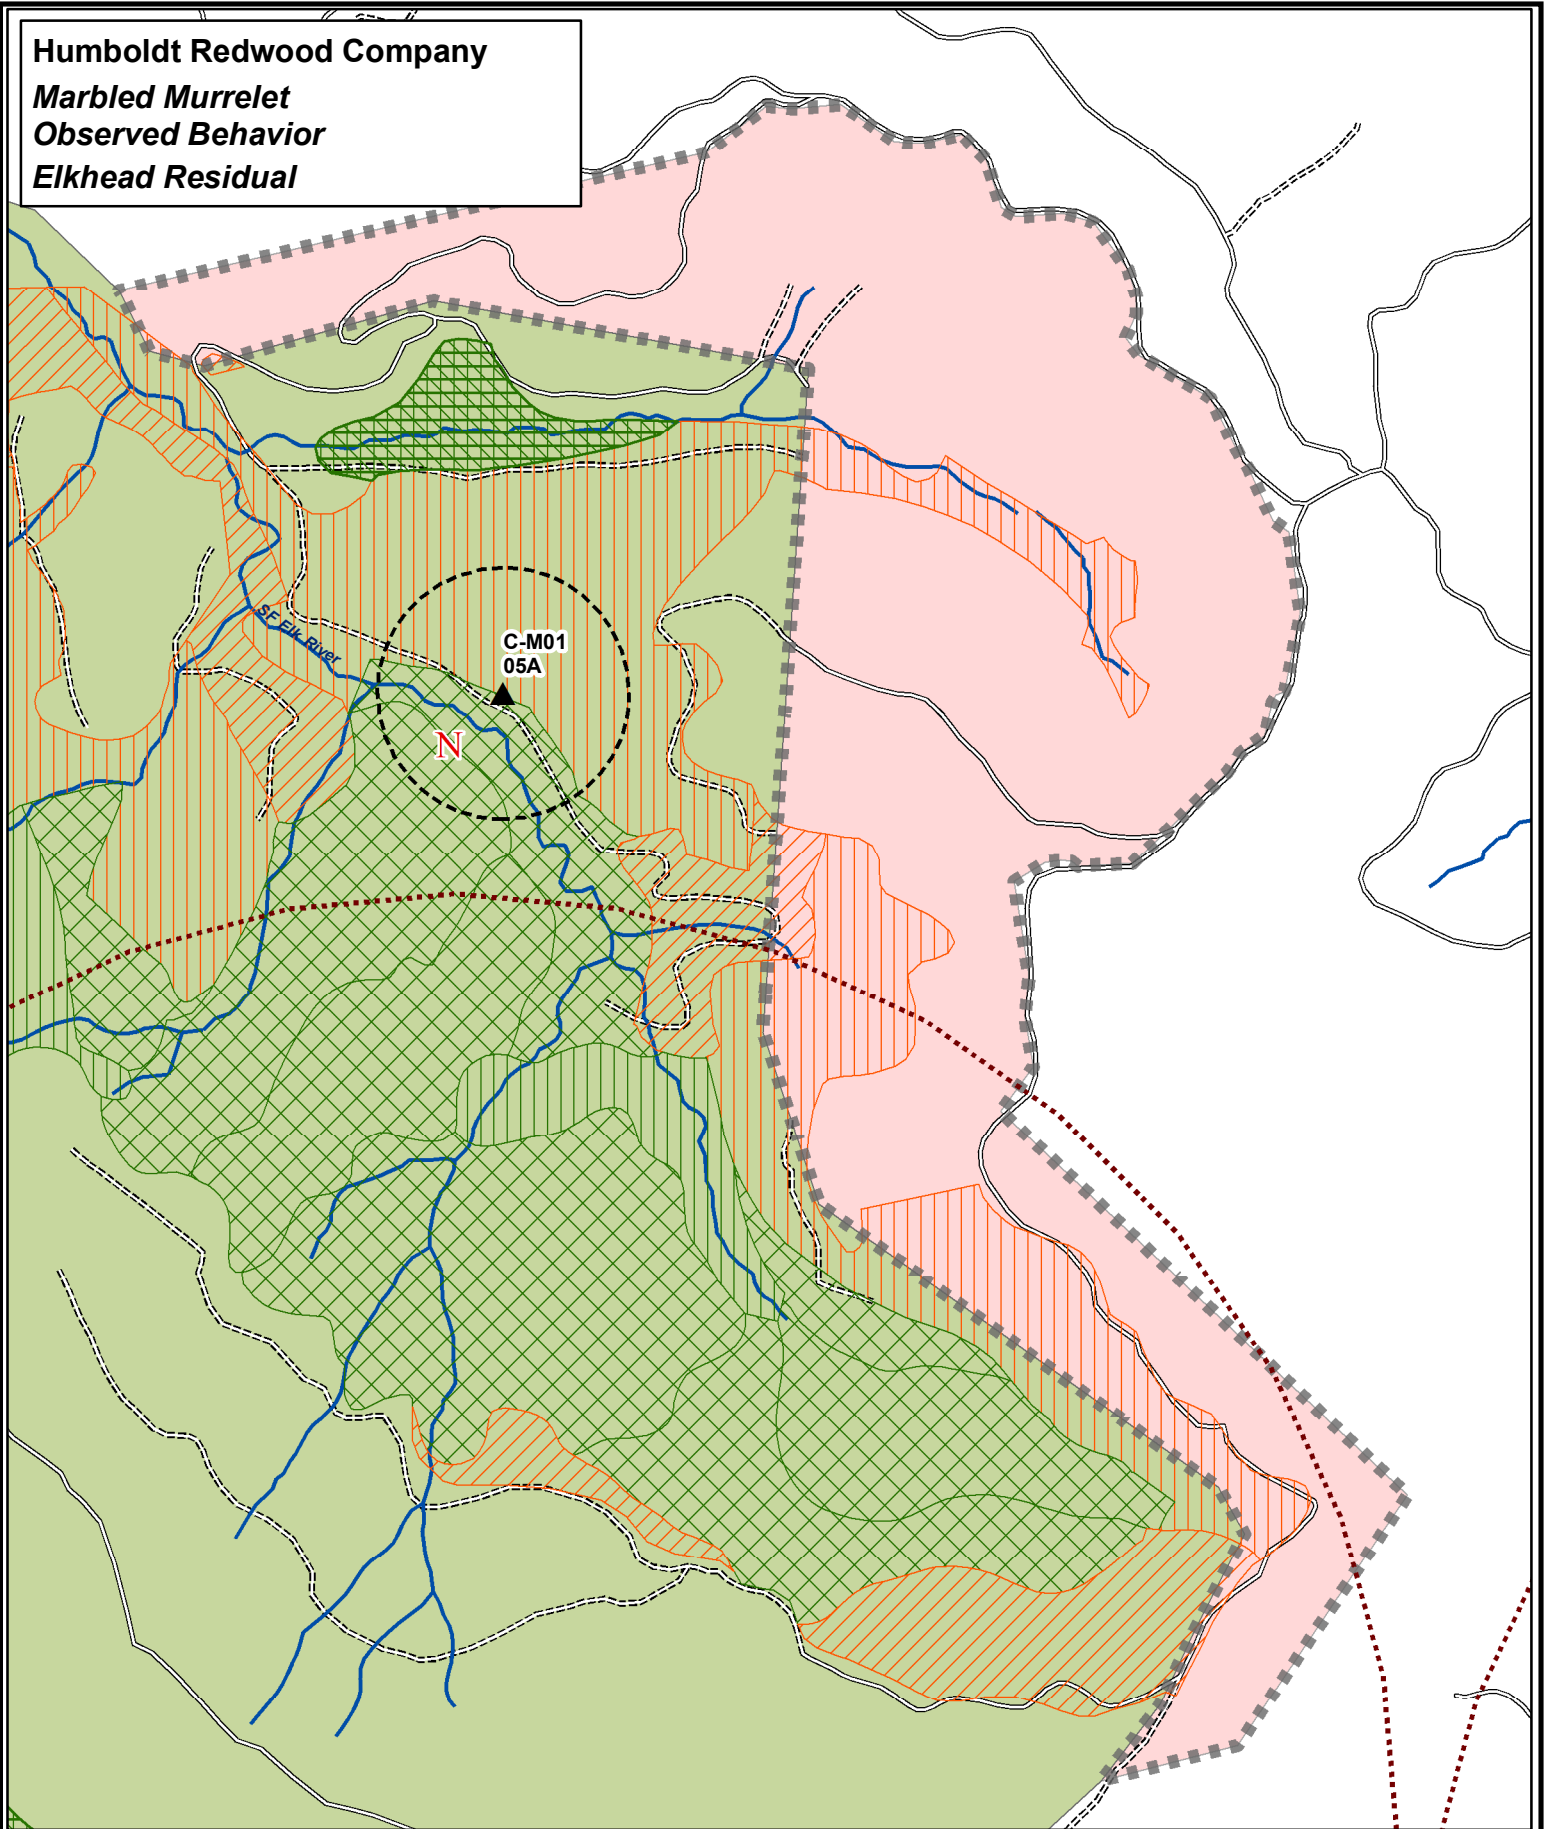 Humboldt Redwood Company
Marbled Murrelet
Observed Behavior
Elkhead Residual
SF Elk River
C-M01
05A
N